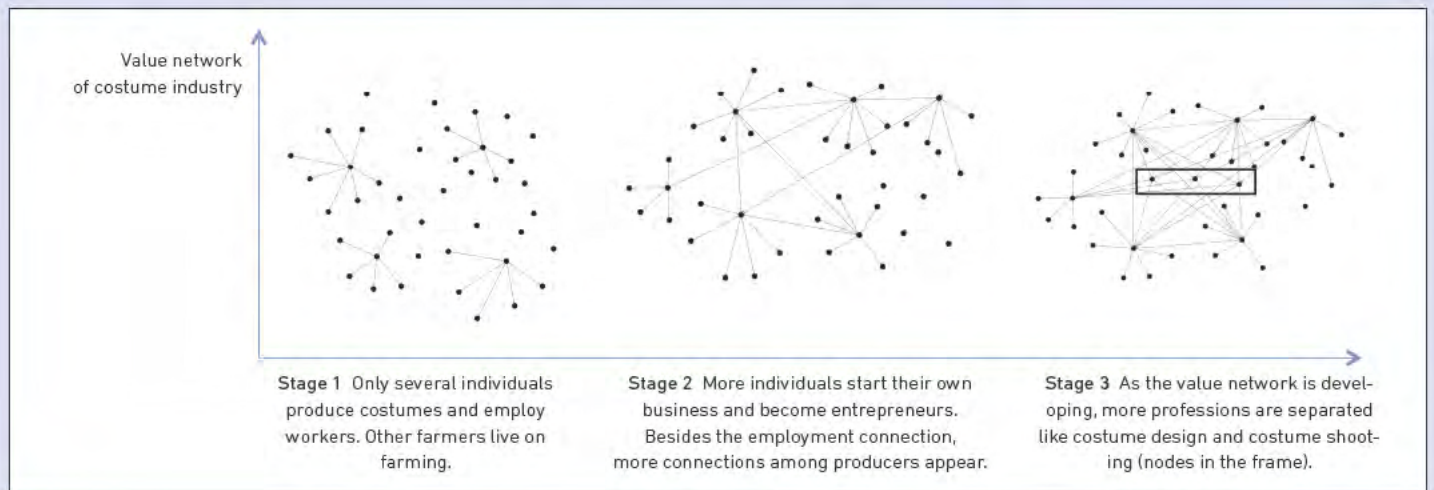 Value network
of costume industry
Stage 1 Only several individuals
produce costumes and employ
workers. Other farmers live on
farming.
Stage 2 More individuals start their own
business and become entrepreneurs.
Besides the employment connection,
more connections among producers appear.
Stage 3 As the value network is devel-
oping, more professions are separated
like costume design and costume shoot-
ing (nodes in the frame).